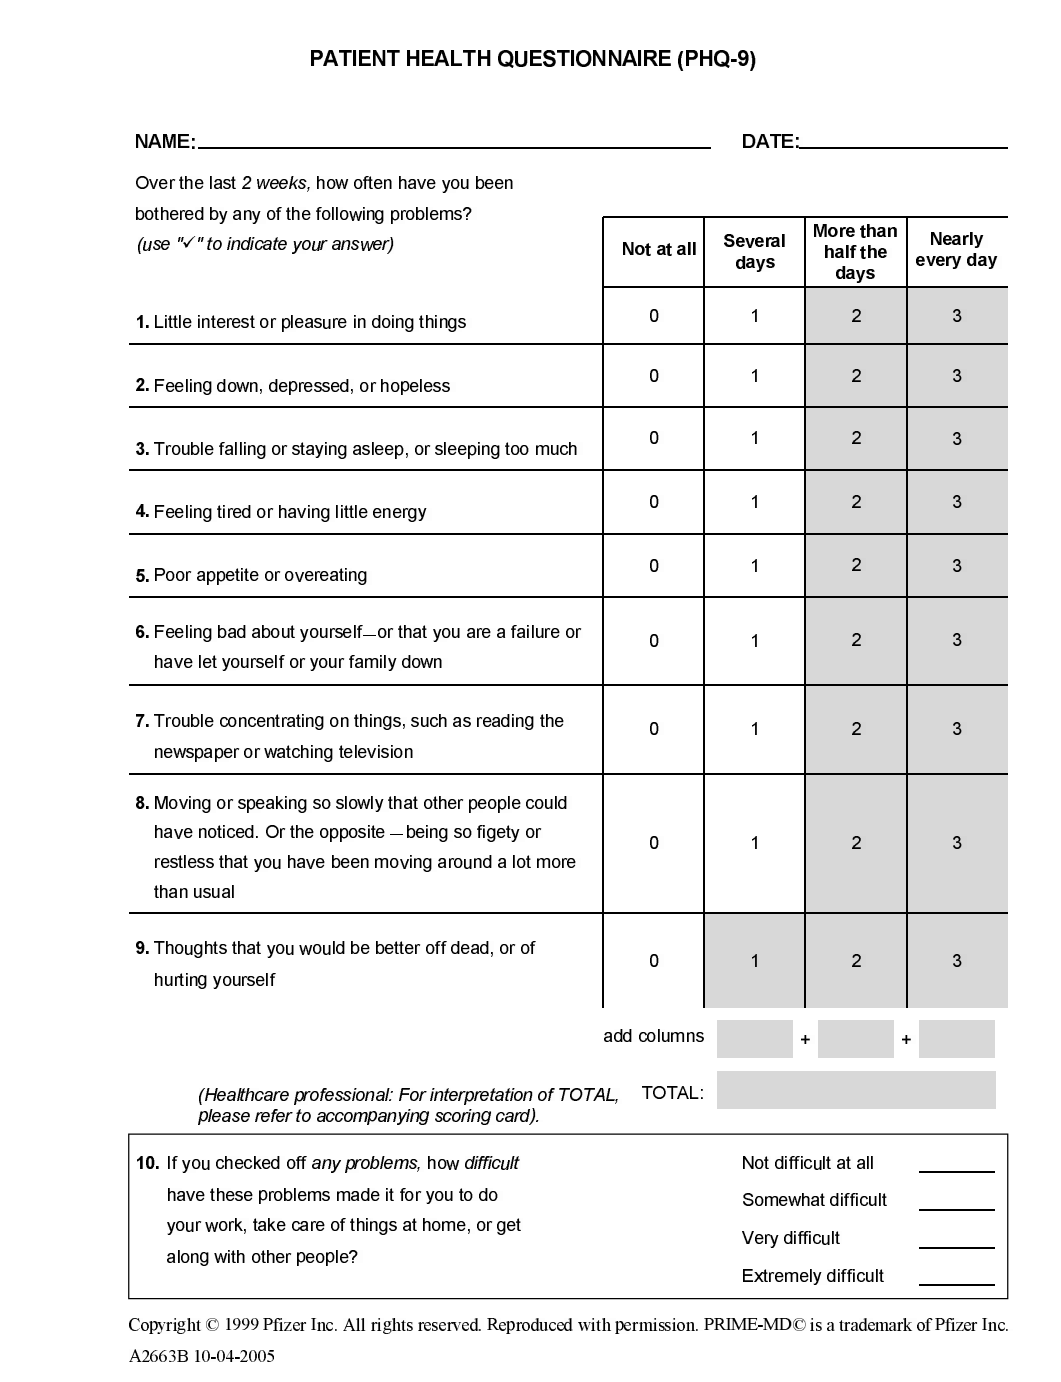 PATIENT HEALTH QUESTIONNAIRE (PHQ-9)
NAME: DATE:
Over the last 2 weeks, how often have you been
bothered by any of the following problems?
(use "✓" to indicate your answer)
Not at all
Several
days
More than
half the
days
Nearly
every day
1. Little interest or pleasure in doing things 0 1 2 3
2. Feeling down, depressed, or hopeless 0 1 2 3
3. Trouble falling or staying asleep, or sleeping too much 0 1 2 3
4. Feeling tired or having little energy 0 1 2 3
5. Poor appetite or overeating 0 1 2 3
6. Feeling bad about yourself—or that you are a failure or
have let yourself or your family down
0 1 2 3
7. Trouble concentrating on things, such as reading the
newspaper or watching television
0 1 2 3
8. Moving or speaking so slowly that other people could
have noticed. Or the opposite —being so figety or
restless that you have been moving around a lot more
than usual
0 1 2 3
9. Thoughts that you would be better off dead, or of
hurting yourself
0 1 2 3
add columns + +
(Healthcare professional: For interpretation of TOTAL, TOTAL:
please refer to accompanying scoring card).
10. If you checked off any problems, how difficult
have these problems made it for you to do
your work, take care of things at home, or get
along with other people?
Not difficult at all
Somewhat difficult
Very difficult
Extremely difficult
Copyright © 1999 Pfizer Inc. All rights reserved. Reproduced with permission. PRIME-MD© is a trademark of Pfizer Inc.
A2663B 10-04-2005